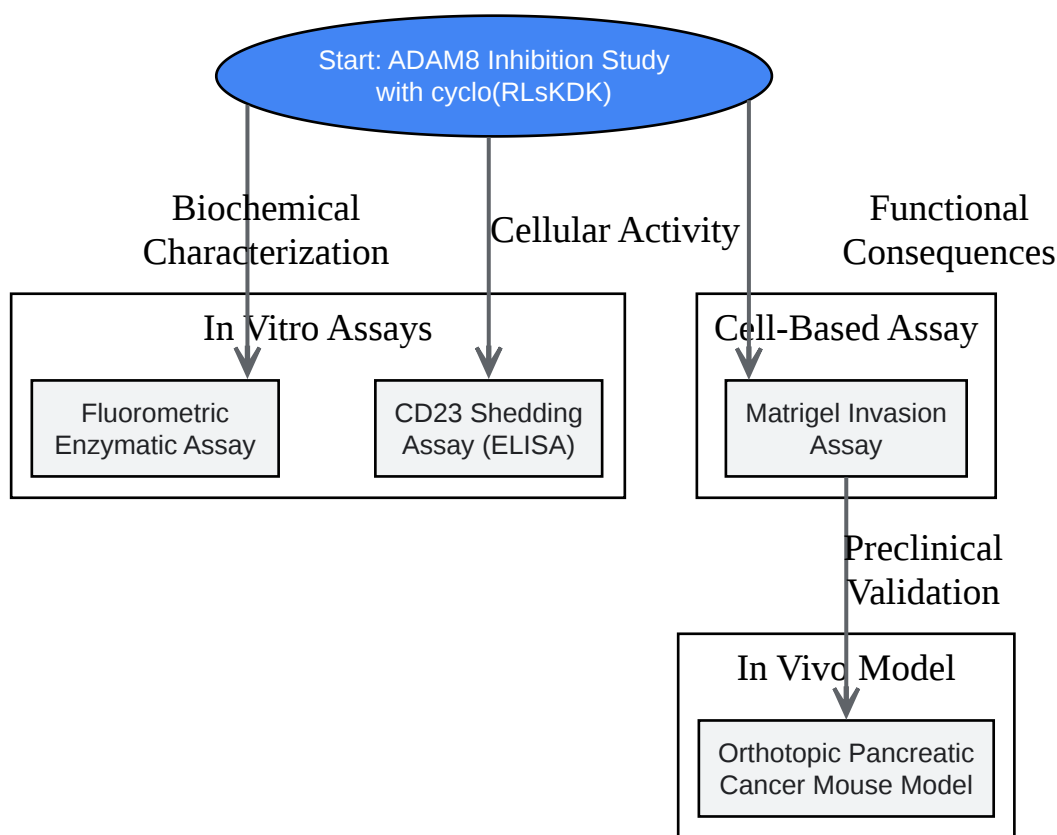 Start: ADAM8 Inhibition Study
with cyclo(RLsKDK)
Biochemical
Characterization
Cellular Activity
Functional
Consequences
In Vitro Assays
Fluorometric
Enzymatic Assay
CD23 Shedding
Assay (ELISA)
Cell-Based Assay
Matrigel Invasion
Assay
Preclinical
Validation
In Vivo Model
Orthotopic Pancreatic
Cancer Mouse Model